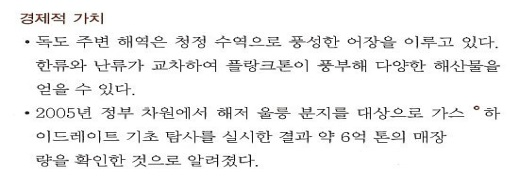 경제적 가치
• 독도 주변 해역은 청정 수역으로 풍성한 어장을 이루고 있다.
한류와 난류가 교차하여 플랑크톤이 풍부해 다양한 해산물을
얻을 수 있다.
• 2005년 정부 차원에서 해저 울릉 분지를 대상으로 가스 °하
이드레이트 기초 탐사를 실시한 결과 약 6억 톤의 매장
량을 확인한 것으로 알려졌다.